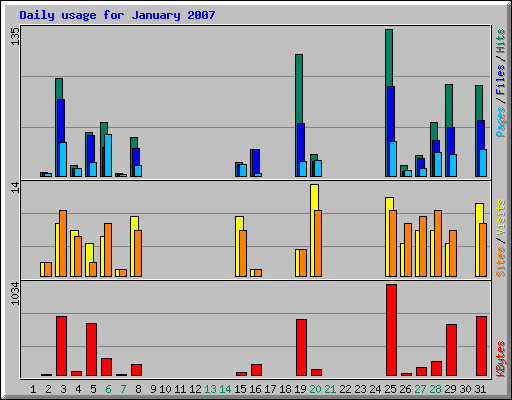 Daily usage for January 2007
135
Pages / Files / Hits
14
Sites / Visits
1034
KBytes
1 2 3 4 5 6 7 8 9 10 11 12 13 14 15 16 17 18 19 20 21 22 23 24 25 26 27 28 29 30 31